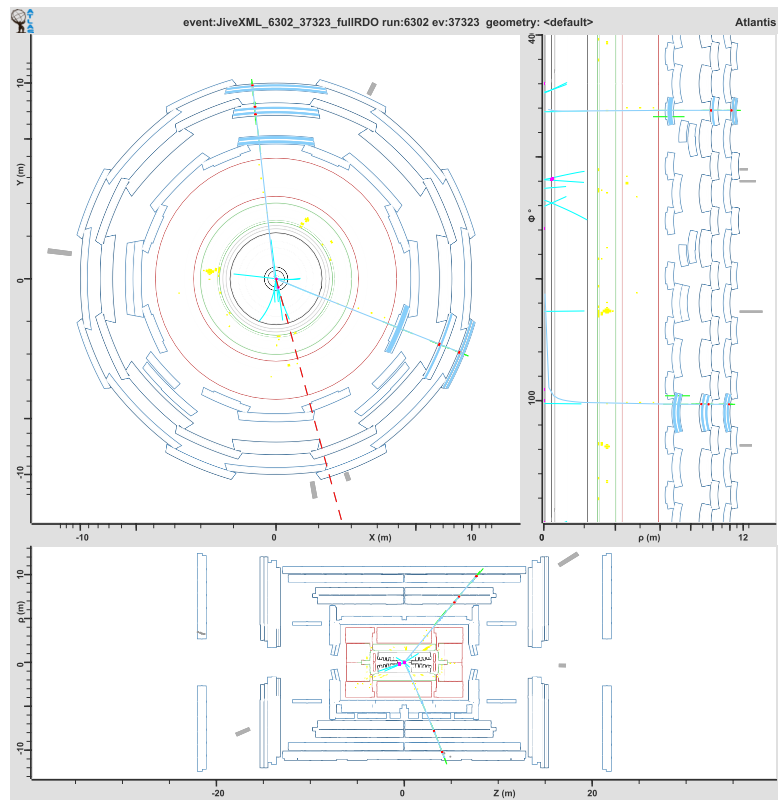 ATLAS
event:JiveXML_6302_37323_fullRDO run:6302 ev:37323 geometry: <default>
Atlantis
10
Y (m)
0
-10
-10
0
X (m)
10
40
Φ °
100
0
ρ (m)
12
10
ρ (m)
0
-10
-20
0
Z (m)
20